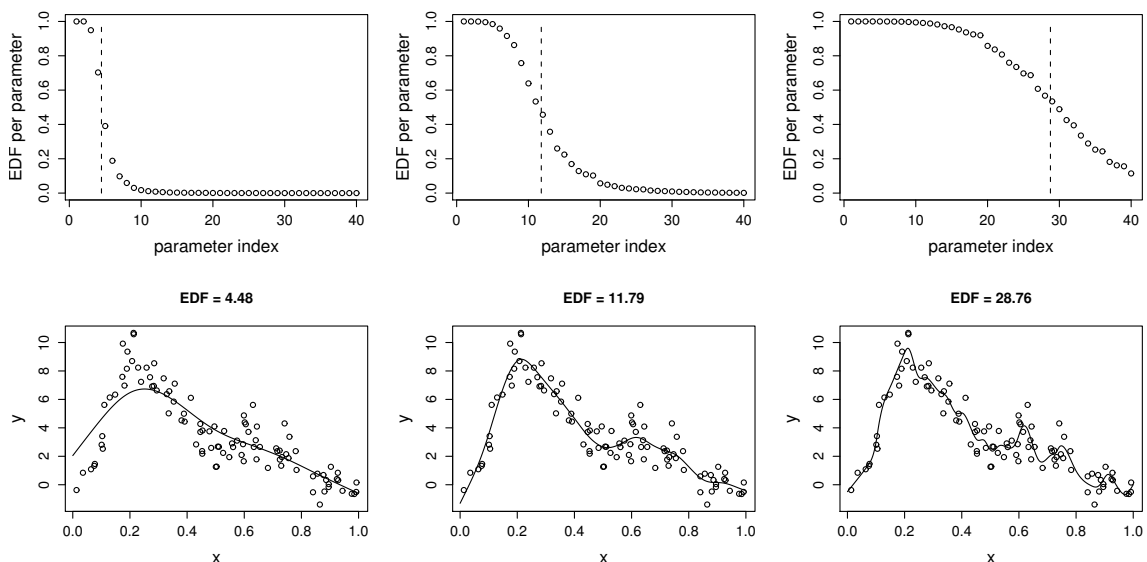 EDF per parameter
0.0 0.2 0.4 0.6 0.8 1.0
0 10 20 30 40
parameter index
EDF per parameter
0.0 0.2 0.4 0.6 0.8 1.0
0 10 20 30 40
parameter index
EDF per parameter
0.0 0.2 0.4 0.6 0.8 1.0
0 10 20 30 40
parameter index
EDF = 4.48
y
0 2 4 6 8 10
0.0 0.2 0.4 0.6 0.8 1.0
x
EDF = 11.79
y
0 2 4 6 8 10
0.0 0.2 0.4 0.6 0.8 1.0
x
EDF = 28.76
y
0 2 4 6 8 10
0.0 0.2 0.4 0.6 0.8 1.0
x